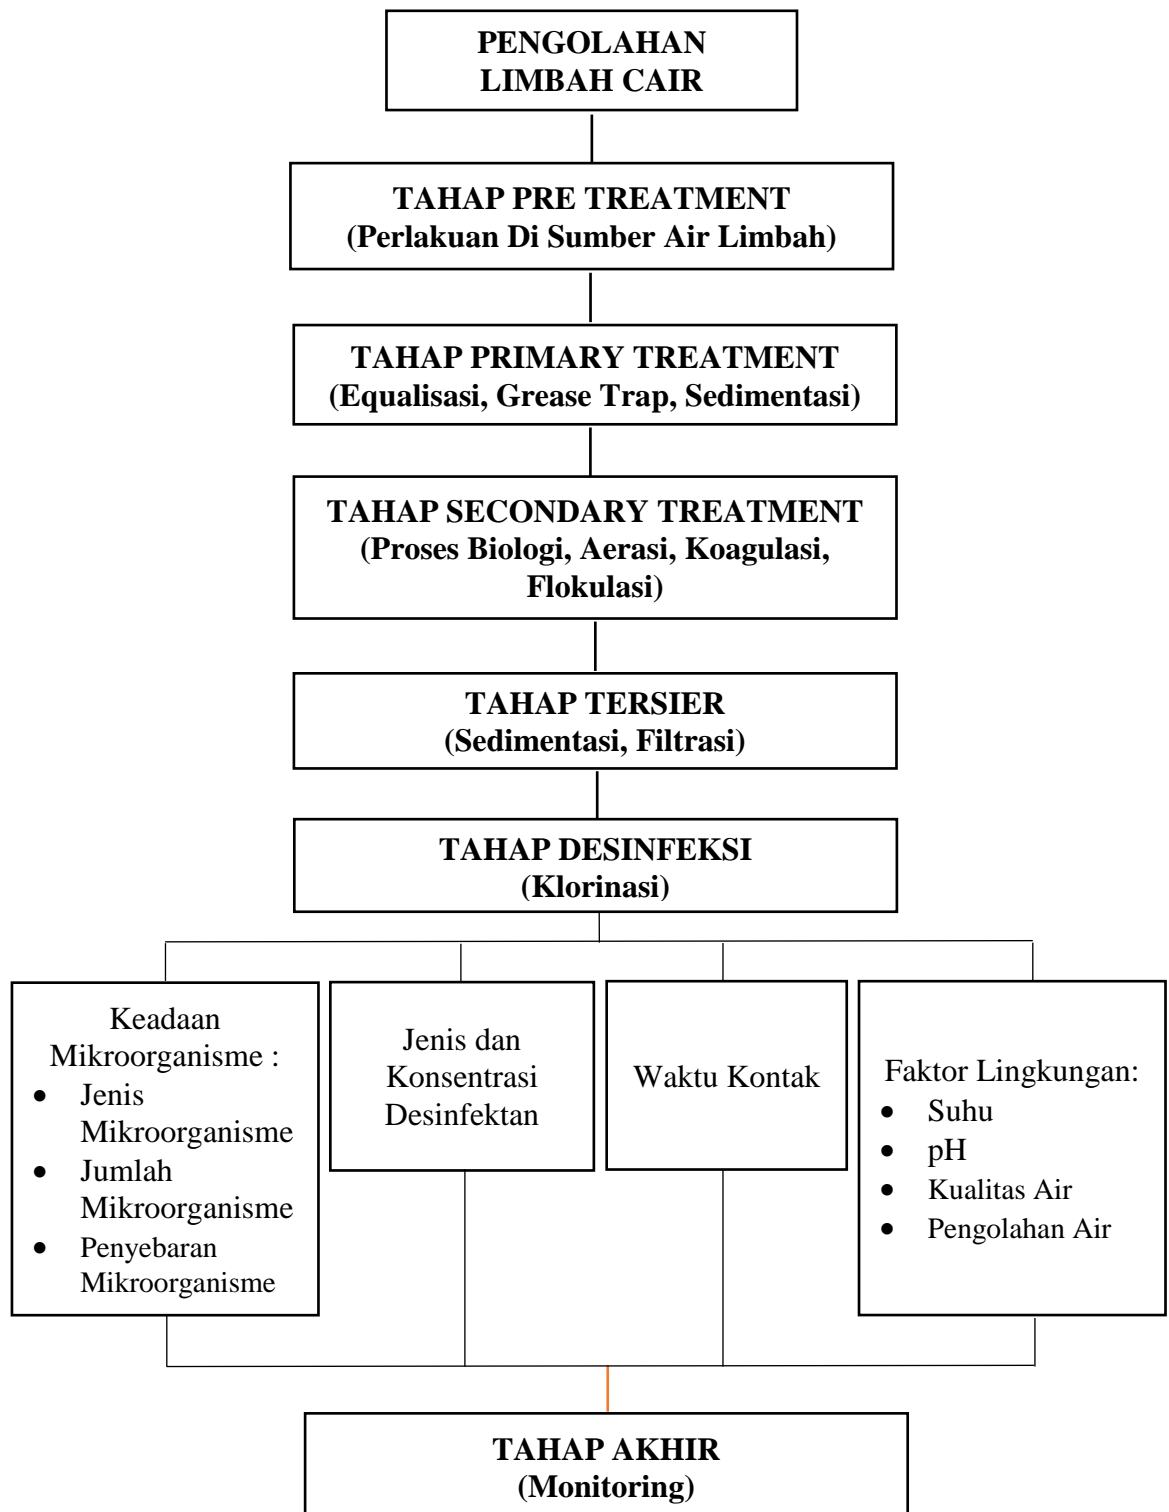 PENGOLAHAN
LIMBAH CAIR
TAHAP PRE TREATMENT
(Perlakuan Di Sumber Air Limbah)
TAHAP PRIMARY TREATMENT
(Equalisasi, Grease Trap, Sedimentasi)
TAHAP SECONDARY TREATMENT
(Proses Biologi, Aerasi, Koagulasi,
Flokulasi)
TAHAP TERSIER
(Sedimentasi, Filtrasi)
TAHAP DESINFEKSI
(Klorinasi)
Keadaan
Mikroorganisme :
• Jenis
Mikroorganisme
• Jumlah
Mikroorganisme
• Penyebaran
Mikroorganisme
Jenis dan
Konsentrasi
Desinfektan
Waktu Kontak
Faktor Lingkungan:
• Suhu
• pH
• Kualitas Air
• Pengolahan Air
TAHAP AKHIR
(Monitoring)